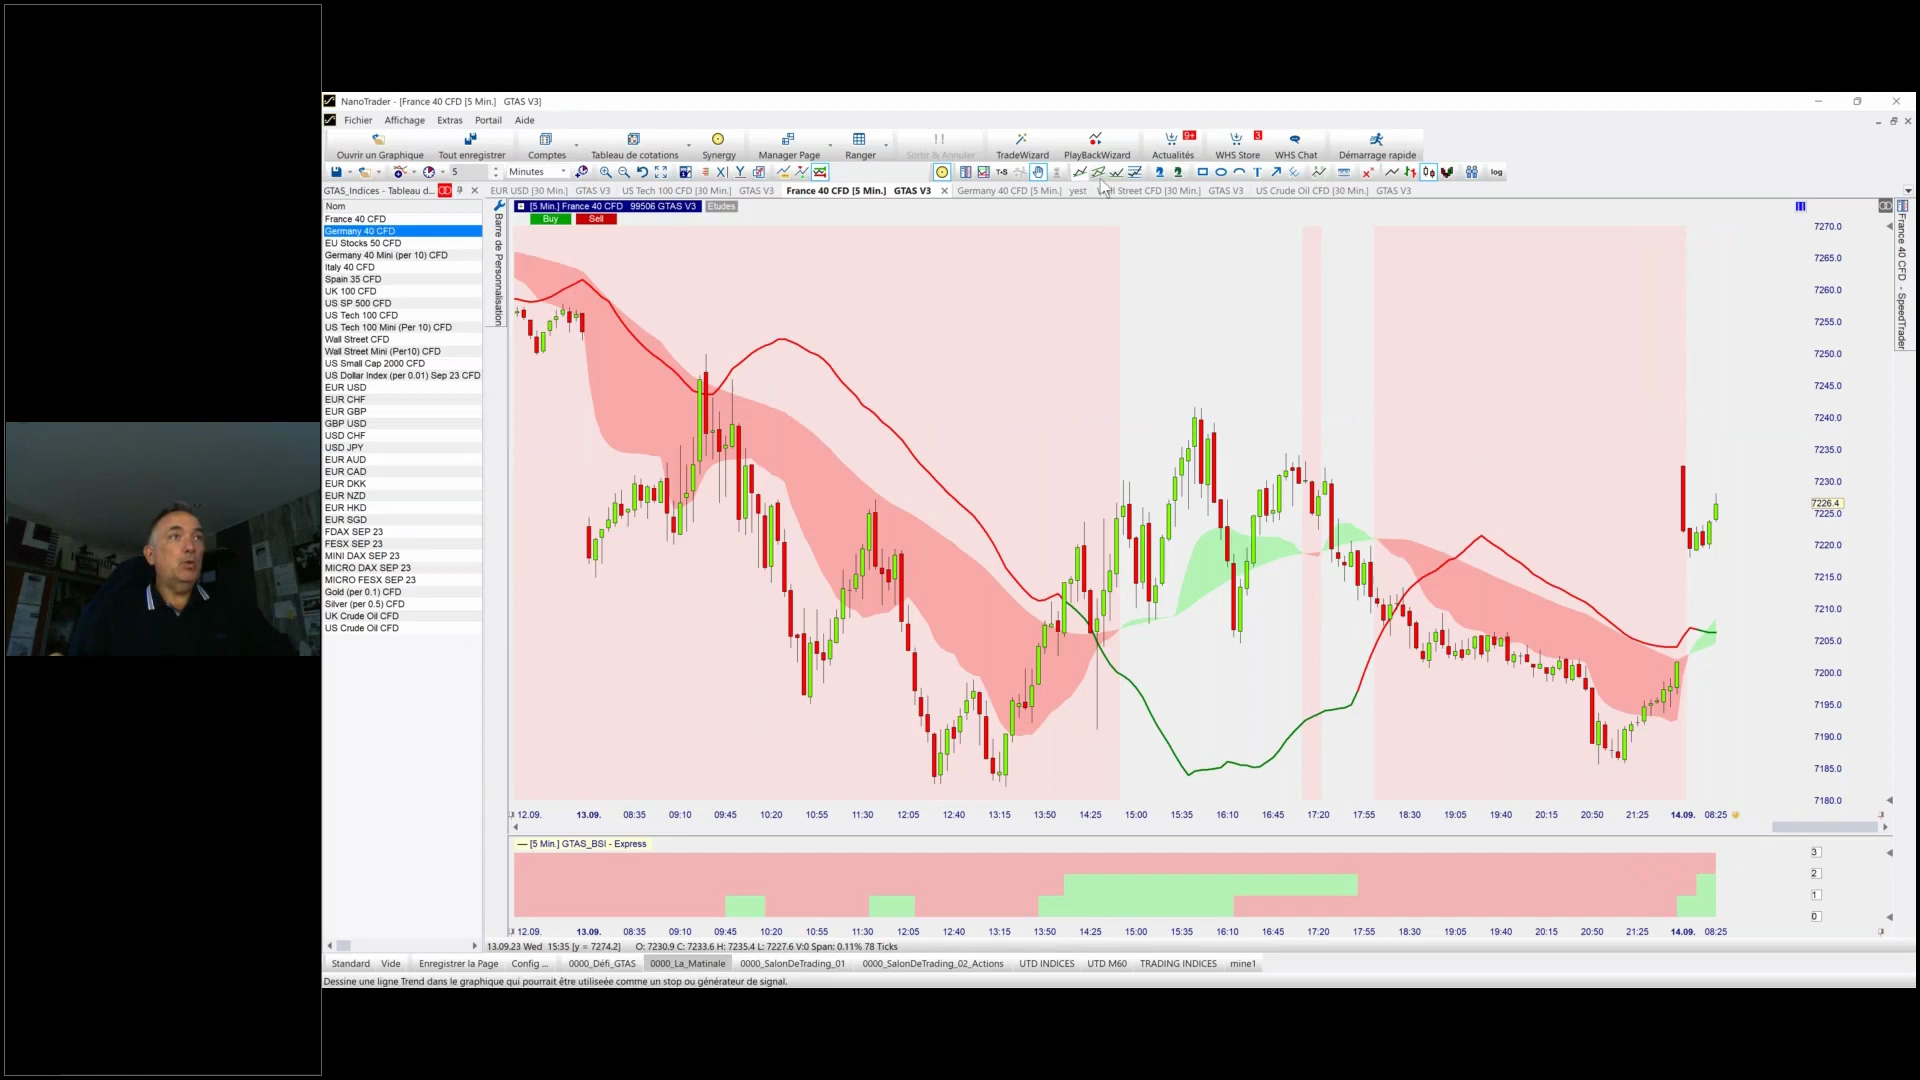 NanoTrader - [France 40 CFD [5 Min.] GTAS V3]
Fichier Affichage Extras Portail Aide
Ouvrir un Graphique Tout enregistrer Comptes Tableau de cotations Synergy Manager Page Ranger Sortir & Annuler TradeWizard PlayBackWizard Actualités 9+ WHS Store 3 WHS Chat Démarrage rapide
5 Minutes T+S T log
GTAS_Indices - Tableau d...
EUR USD [30 Min.] GTAS V3 US Tech 100 CFD [30 Min.] GTAS V3 France 40 CFD [5 Min.] GTAS V3 Germany 40 CFD [5 Min.] yest Street CFD [30 Min.] GTAS V3 US Crude Oil CFD [30 Min.] GTAS V3
Nom
France 40 CFD
Germany 40 CFD
EU Stocks 50 CFD
Germany 40 Mini (per 10) CFD
Italy 40 CFD
Spain 35 CFD
UK 100 CFD
US SP 500 CFD
US Tech 100 CFD
US Tech 100 Mini (Per 10) CFD
Wall Street CFD
Wall Street Mini (Per10) CFD
US Small Cap 2000 CFD
US Dollar Index (per 0.01) Sep 23 CFD
EUR USD
EUR CHF
EUR GBP
GBP USD
USD CHF
USD JPY
EUR AUD
EUR CAD
EUR DKK
EUR NZD
EUR HKD
EUR SGD
FDAX SEP 23
FESX SEP 23
MINI DAX SEP 23
MICRO DAX SEP 23
MICRO FESX SEP 23
Gold (per 0.1) CFD
Silver (per 0.5) CFD
UK Crude Oil CFD
US Crude Oil CFD
Barre de Personnalisation
[5 Min.] France 40 CFD 99506 GTAS V3 Etudes
Buy Sell
7270.0
7265.0
7260.0
7255.0
7250.0
7245.0
7240.0
7235.0
7230.0
7226.4
7225.0
7220.0
7215.0
7210.0
7205.0
7200.0
7195.0
7190.0
7185.0
7180.0
France 40 CFD - SpeedTrader
12.09. 13.09. 08:35 09:10 09:45 10:20 10:55 11:30 12:05 12:40 13:15 13:50 14:25 15:00 15:35 16:10 16:45 17:20 17:55 18:30 19:05 19:40 20:15 20:50 21:25 14.09. 08:25
[5 Min.] GTAS_BSI - Express
3
2
1
0
12.09. 13.09. 08:35 09:10 09:45 10:20 10:55 11:30 12:05 12:40 13:15 13:50 14:25 15:00 15:35 16:10 16:45 17:20 17:55 18:30 19:05 19:40 20:15 20:50 21:25 14.09. 08:25
13.09.23 Wed 15:35 [y = 7274.2] O: 7230.9 C: 7233.6 H: 7235.4 L: 7227.6 V:0 Span: 0.11% 78 Ticks
Standard Vide Enregistrer la Page Config ... 0000_Défi_GTAS 0000_La_Matinale 0000_SalonDeTrading_01 0000_SalonDeTrading_02_Actions UTD INDICES UTD M60 TRADING INDICES mine1
Dessine une ligne Trend dans le graphique qui pourrait être utiliseée comme un stop ou générateur de signal.